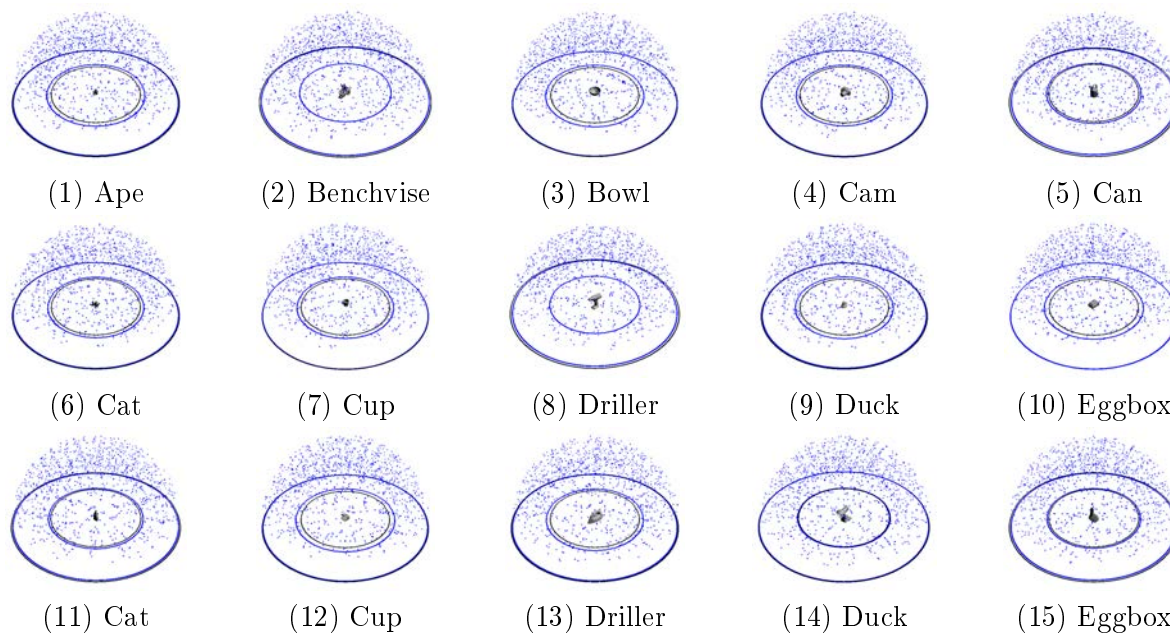 (1) Ape (2) Benchvise (3) Bowl (4) Cam (5) Can
(6) Cat (7) Cup (8) Driller (9) Duck (10) Eggbox
(11) Cat (12) Cup (13) Driller (14) Duck (15) Eggbox